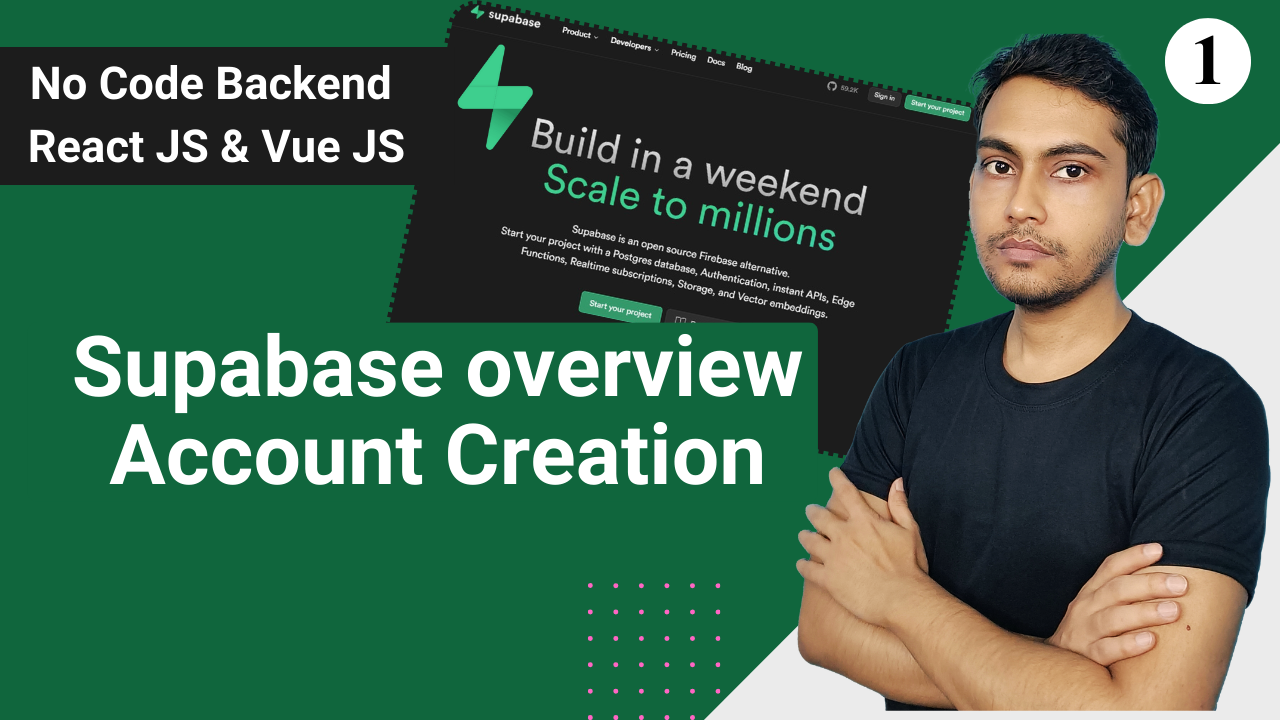 No Code Backend
React JS & Vue JS
1
supabase
Product
Developers
Pricing
Docs
Blog
59.2K
Sign in
Start your project
Build in a weekend
Scale to millions
Supabase is an open source Firebase alternative.
Start your project with a Postgres database, Authentication, instant APIs, Edge
Functions, Realtime subscriptions, Storage, and Vector embeddings.
Start your project
Supabase overview
Account Creation